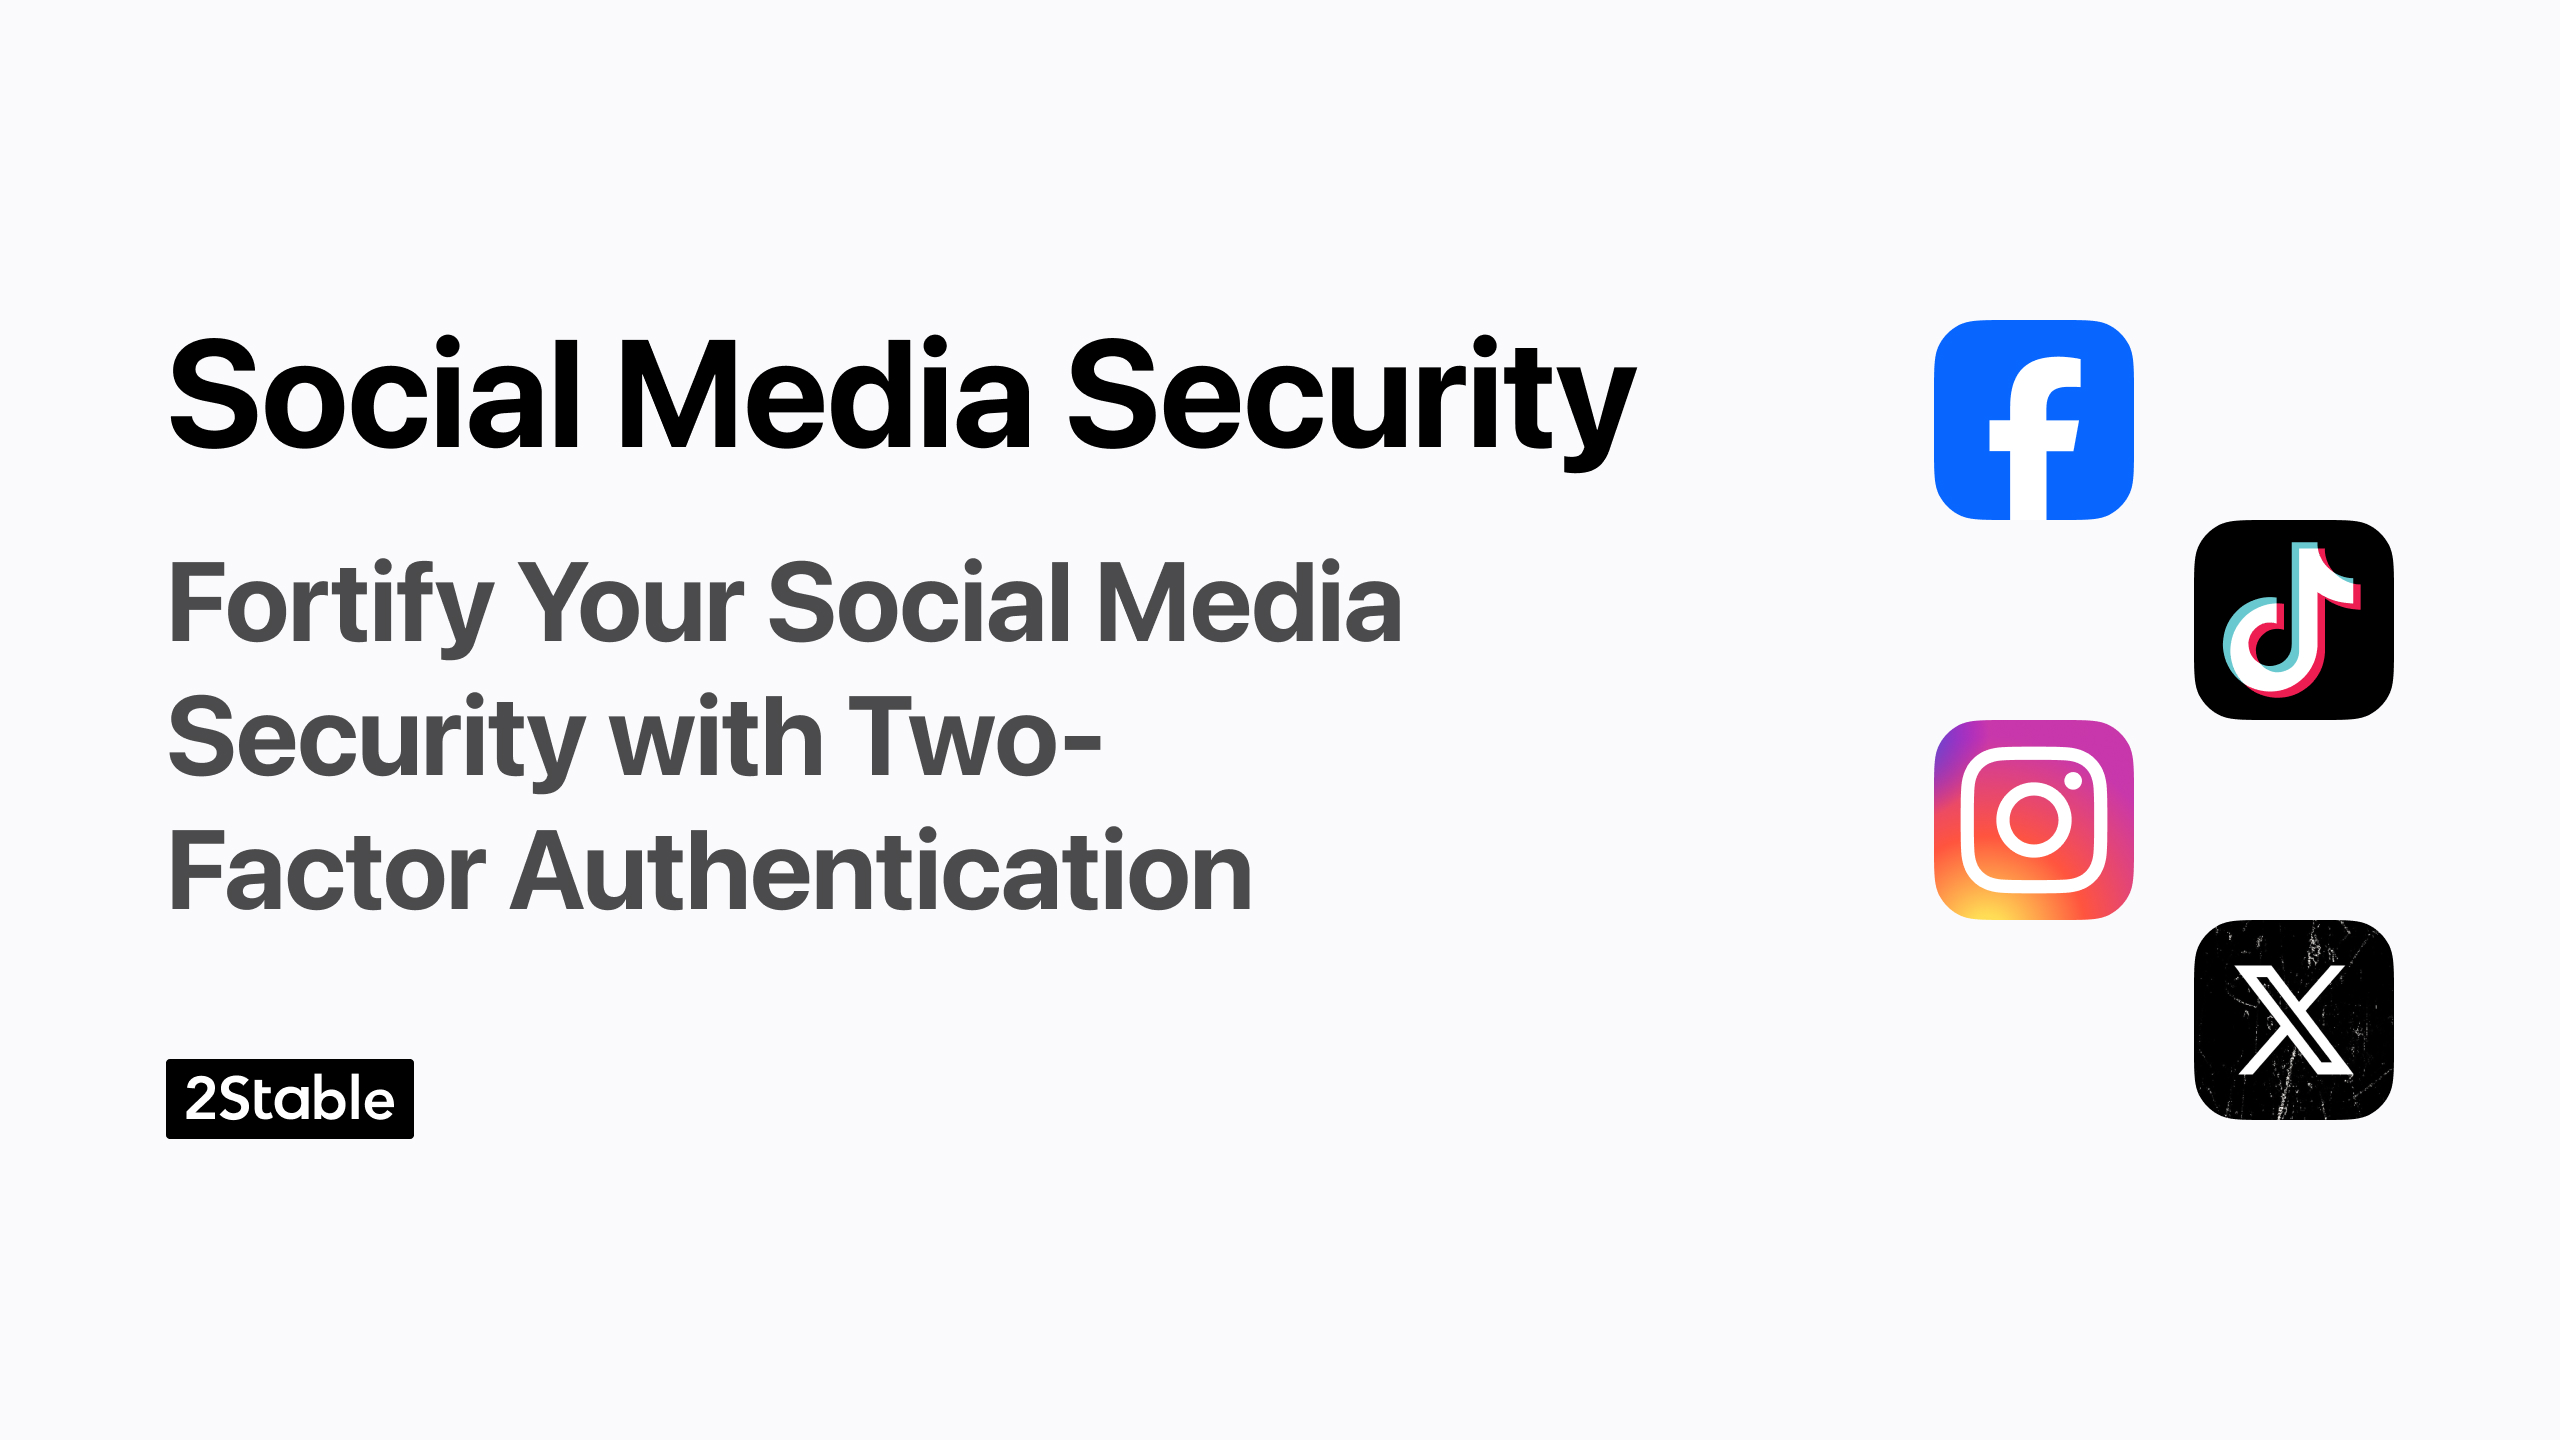 Social Media Security
Fortify Your Social Media
Security with Two-
Factor Authentication
2Stable